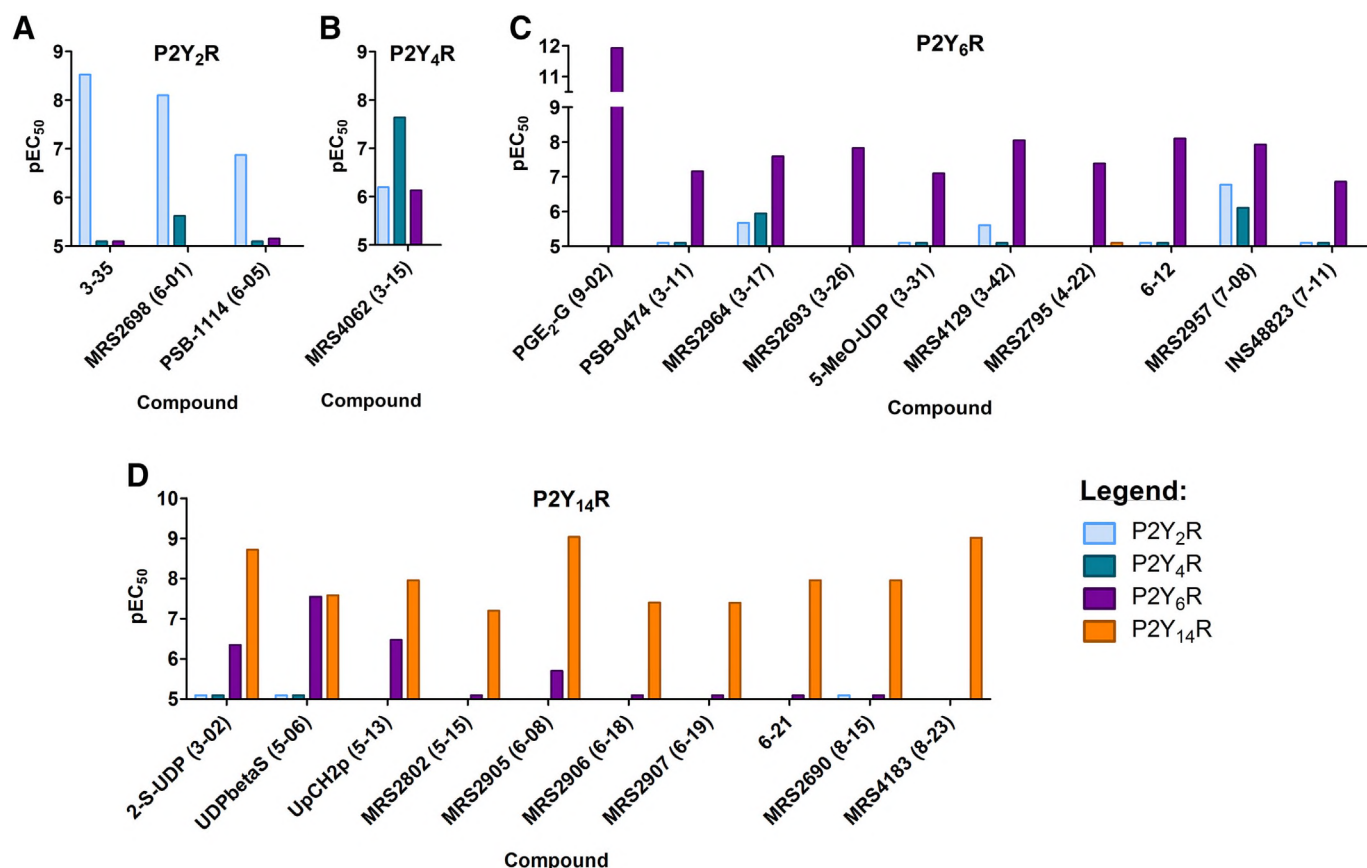 A
P2Y₂R
pEC₅₀
9
8
7
6
5
3-35
MRS2698 (6-01)
PSB-1114 (6-05)
Compound
B
P2Y₄R
pEC₅₀
9
8
7
6
5
MRS4062 (3-15)
Compound
C
P2Y₆R
pEC₅₀
12
11
9
8
7
6
5
PGE₂-G (9-02)
PSB-0474 (3-11)
MRS2964 (3-17)
MRS2693 (3-26)
5-MeO-UDP (3-31)
MRS4129 (3-42)
MRS2795 (4-22)
6-12
MRS2957 (7-08)
INS48823 (7-11)
Compound
D
P2Y₁₄R
pEC₅₀
10
9
8
7
6
5
2-S-UDP (3-02)
UDPbetaS (5-06)
UpCH2p (5-13)
MRS2802 (5-15)
MRS2905 (6-08)
MRS2906 (6-18)
MRS2907 (6-19)
6-21
MRS2690 (8-15)
MRS4183 (8-23)
Compound
Legend:
P2Y₂R
P2Y₄R
P2Y₆R
P2Y₁₄R